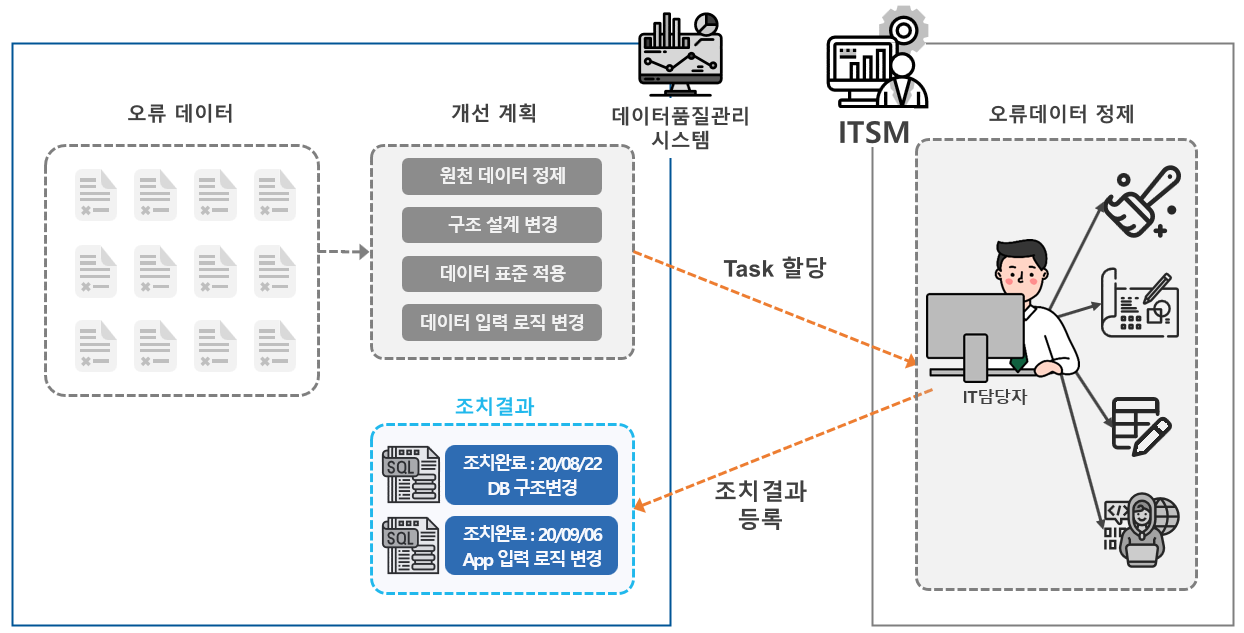 데이터품질관리
시스템
오류 데이터
개선 계획
원천 데이터 정제
구조 설계 변경
데이터 표준 적용
데이터 입력 로직 변경
Task 할당
ITSM
오류데이터 정제
IT담당자
조치결과
등록
조치결과
SQL
조치완료 : 20/08/22
DB 구조변경
SQL
조치완료 : 20/09/06
App 입력 로직 변경